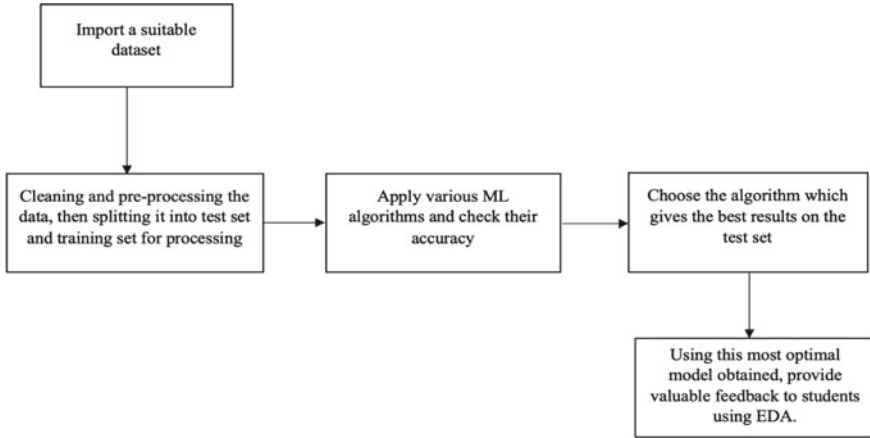 Import a suitable
dataset
Cleaning and pre-processing the
data, then splitting it into test set
and training set for processing
Apply various ML
algorithms and check their
accuracy
Choose the algorithm which
gives the best results on the
test set
Using this most optimal
model obtained, provide
valuable feedback to students
using EDA.